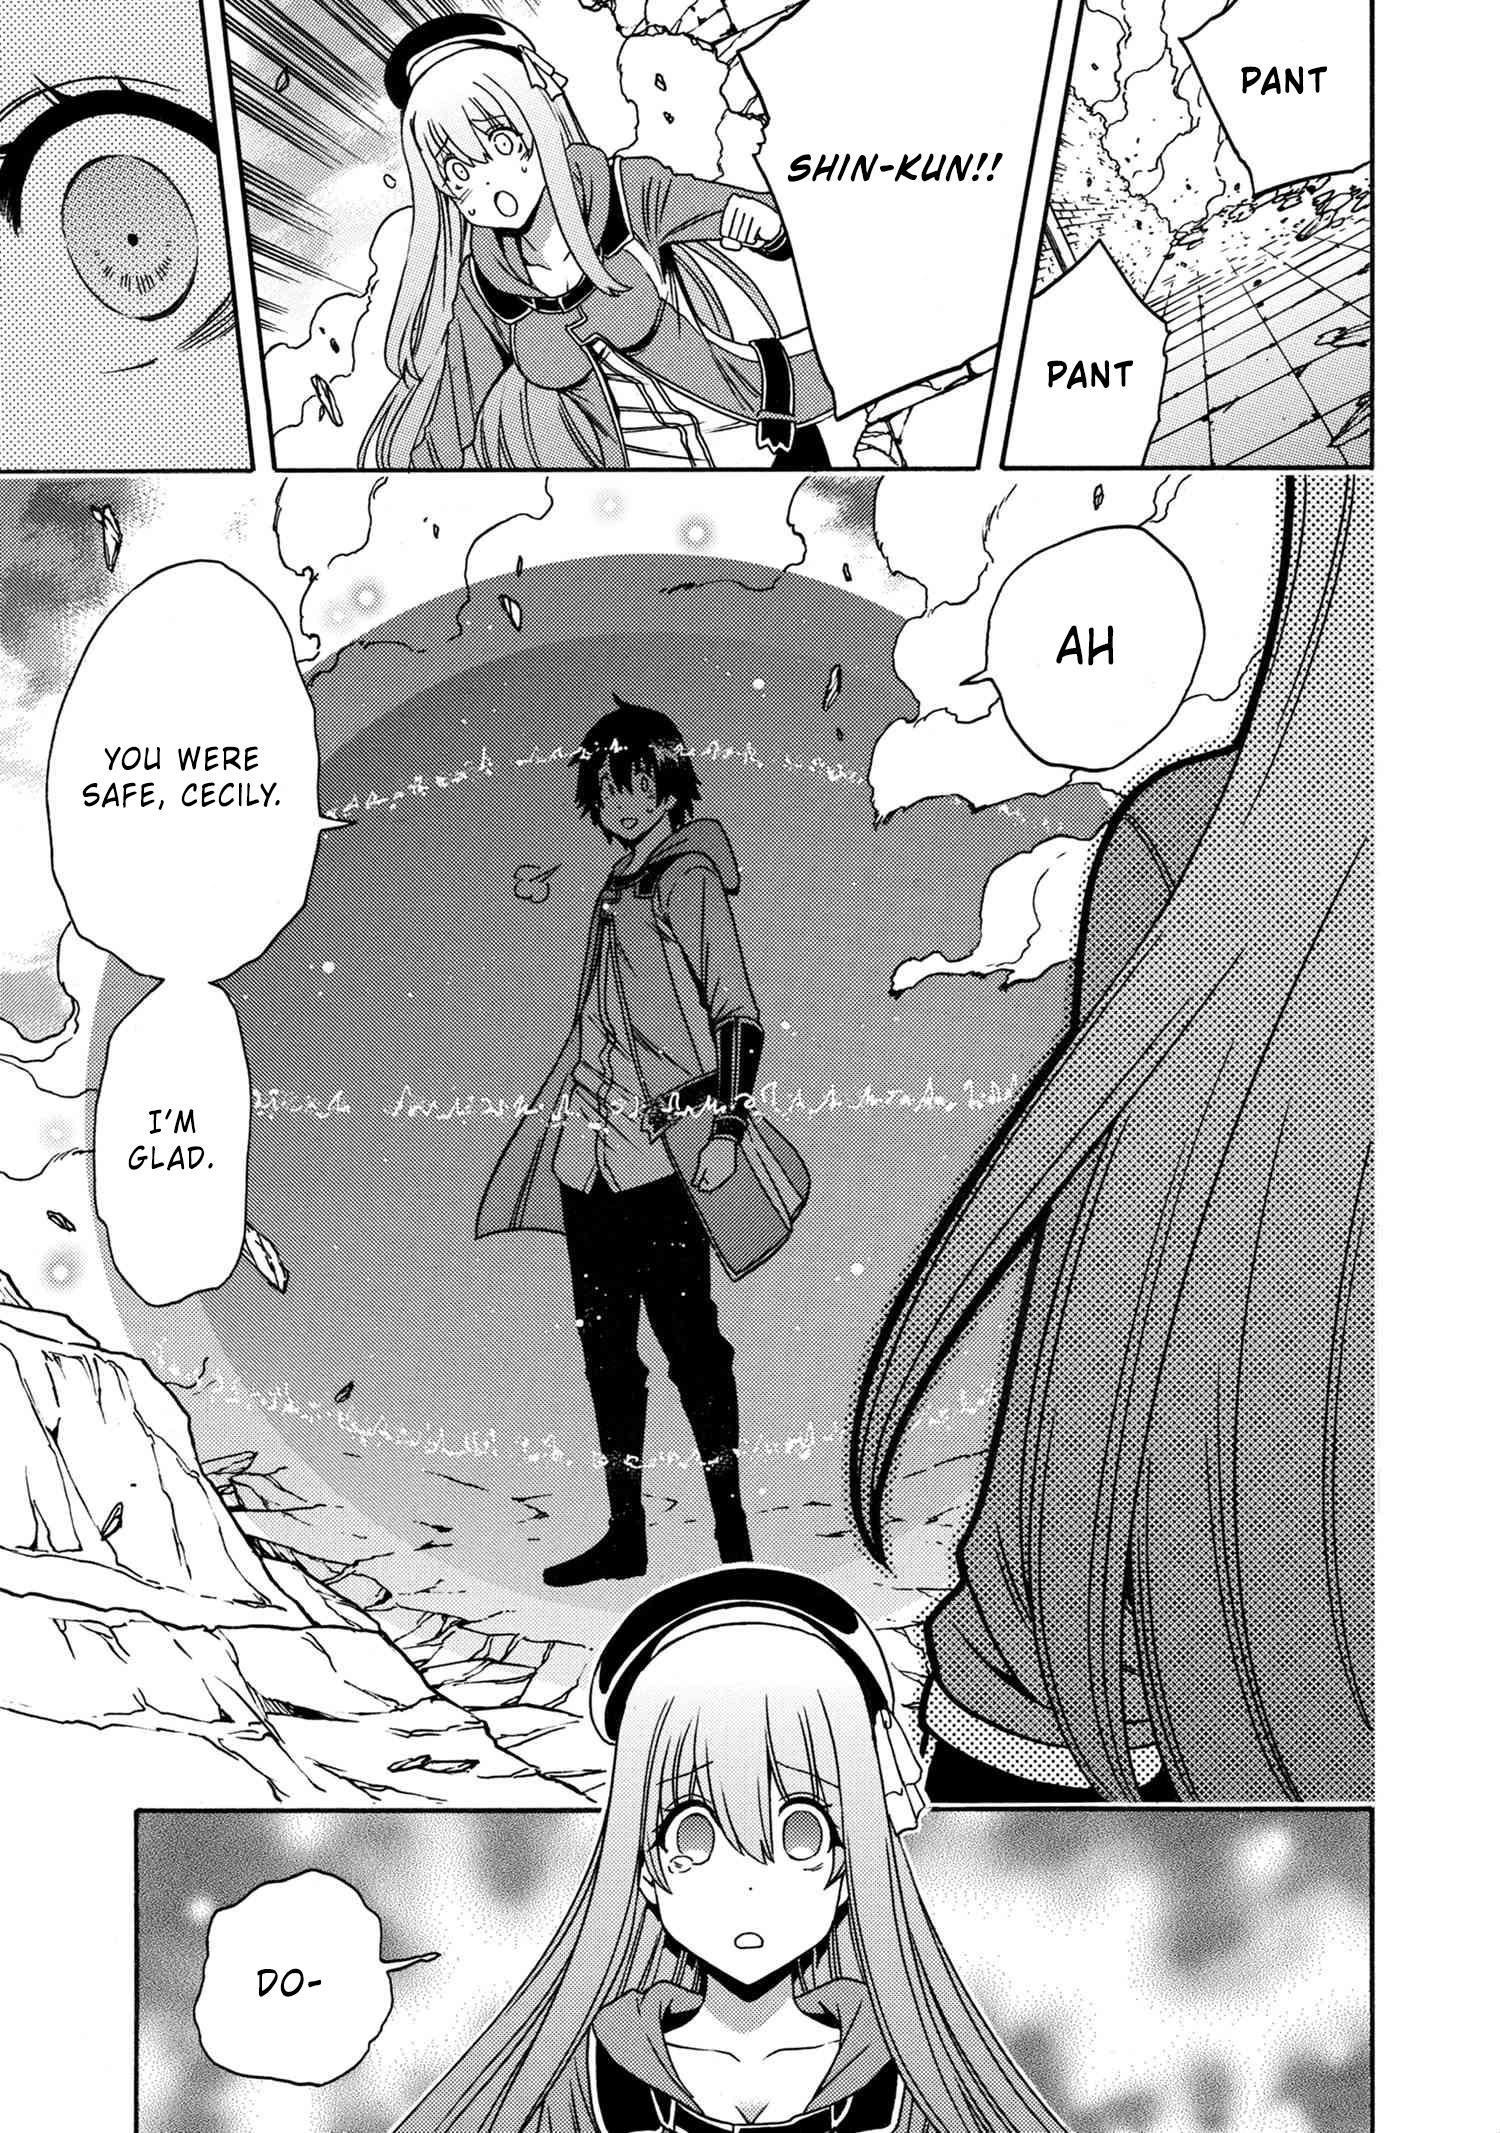 PANT
PANT
SHIN-KUN!!
AH
YOU WERE
SAFE, CECILY.
I'M
GLAD.
DO-